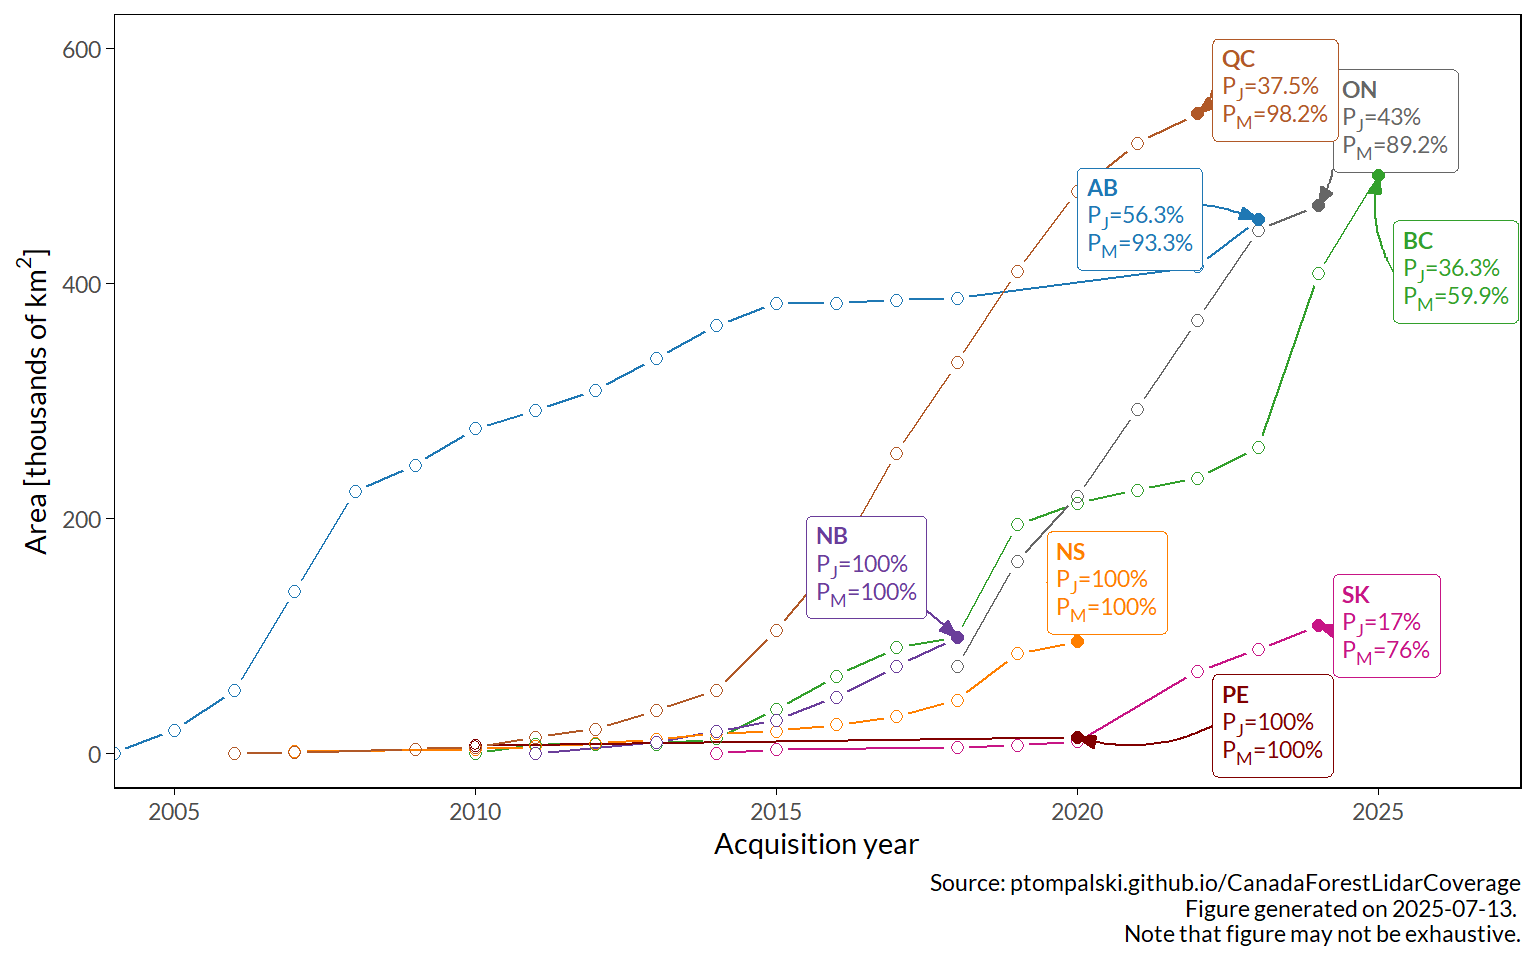 600
400
200
0
Area [thousands of km²]
QC
PJ=37.5%
PM=98.2%
ON
PJ=43%
PM=89.2%
AB
PJ=56.3%
PM=93.3%
BC
PJ=36.3%
PM=59.9%
NB
PJ=100%
PM=100%
NS
PJ=100%
PM=100%
SK
PJ=17%
PM=76%
PE
PJ=100%
PM=100%
2005 2010 2015 2020 2025
Acquisition year
Source: ptompalski.github.io/CanadaForestLidarCoverage
Figure generated on 2025-07-13.
Note that figure may not be exhaustive.